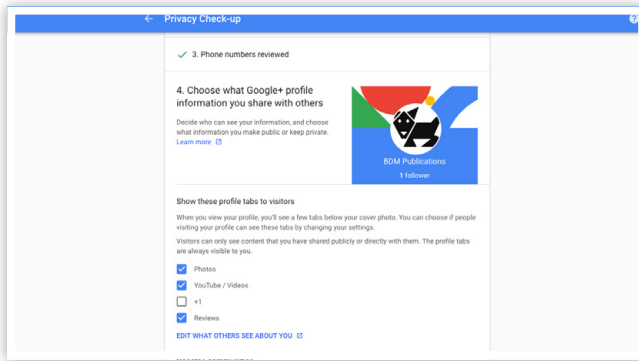 Privacy Check-up
3. Phone numbers reviewed
4. Choose what Google+ profile
information you share with others
Decide who can see your information, and choose
what information you make public or keep private.
Learn more
BDM Publications
1 follower
Show these profile tabs to visitors
When you view your profile, you'll see a few tabs below your cover photo. You can choose if people
visiting your profile can see these tabs by changing your settings.
Visitors can only see content that you have shared publicly or directly with them. The profile tabs
are always visible to you.
Photos
YouTube / Videos
+1
Reviews
EDIT WHAT OTHERS SEE ABOUT YOU